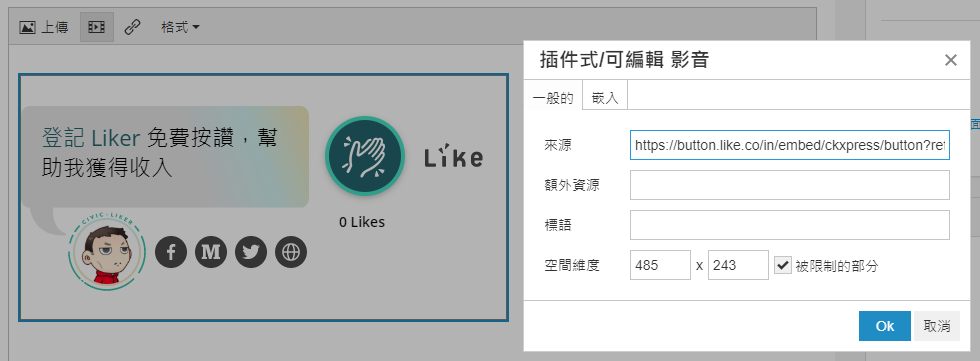 上傳
格式
登記 Liker 免費按讚，幫
助我獲得收入
Like
0 Likes
CIVIC · LIKER
插件式/可編輯 影音
一般的
嵌入
來源
https://button.like.co/in/embed/ckxpress/button?ref
額外資源
標語
空間維度
485 x 243
被限制的部分
Ok
取消
面